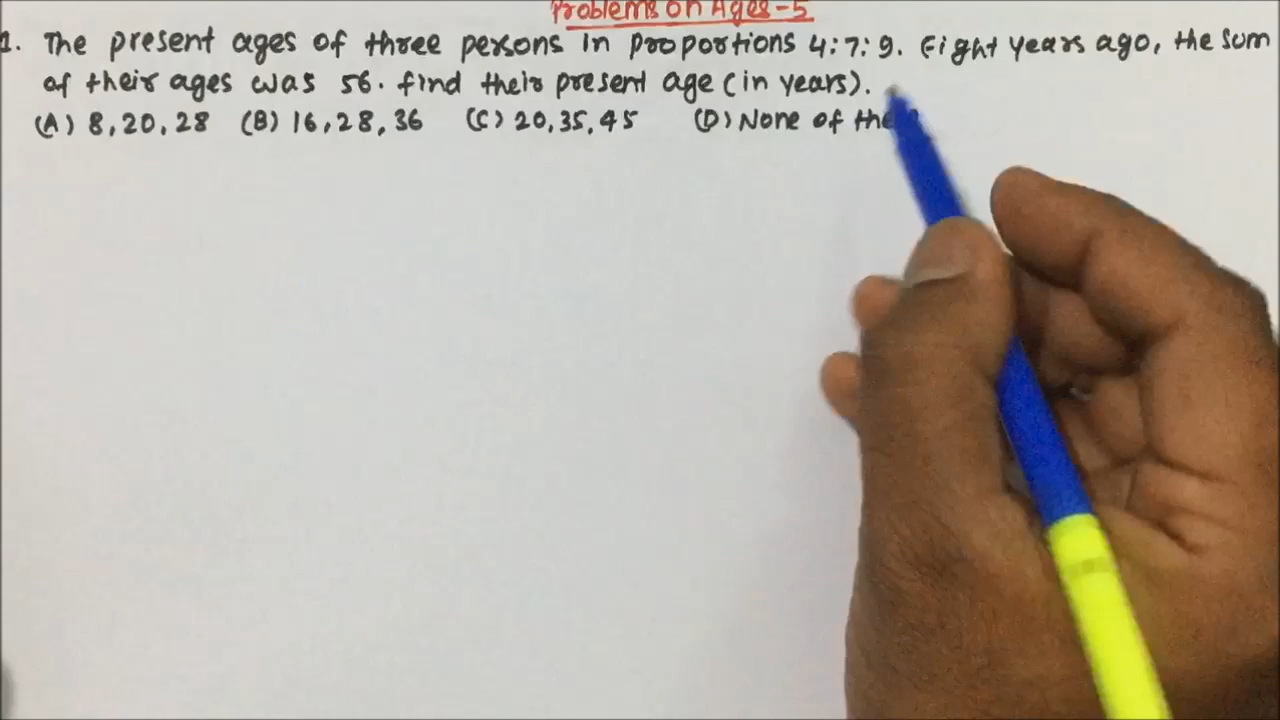 Problems on Ages-5
1. The present ages of three persons in proportions 4:7:9. Eight years ago, the sum
of their ages was 56. find their present age (in years).
(A) 8,20,28 (B) 16,28,36 (C) 20,35,45 (D) None of